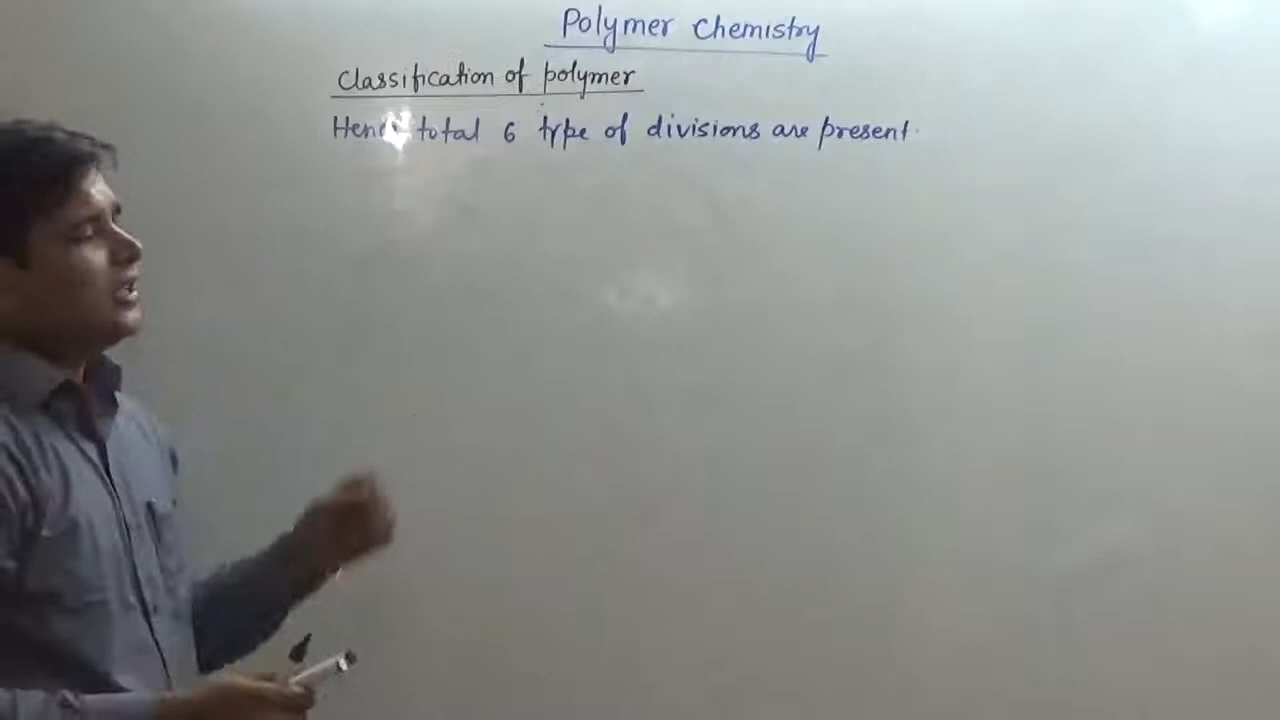 Polymer Chemistry
Classification of polymer
total 6 type of divisions are present.